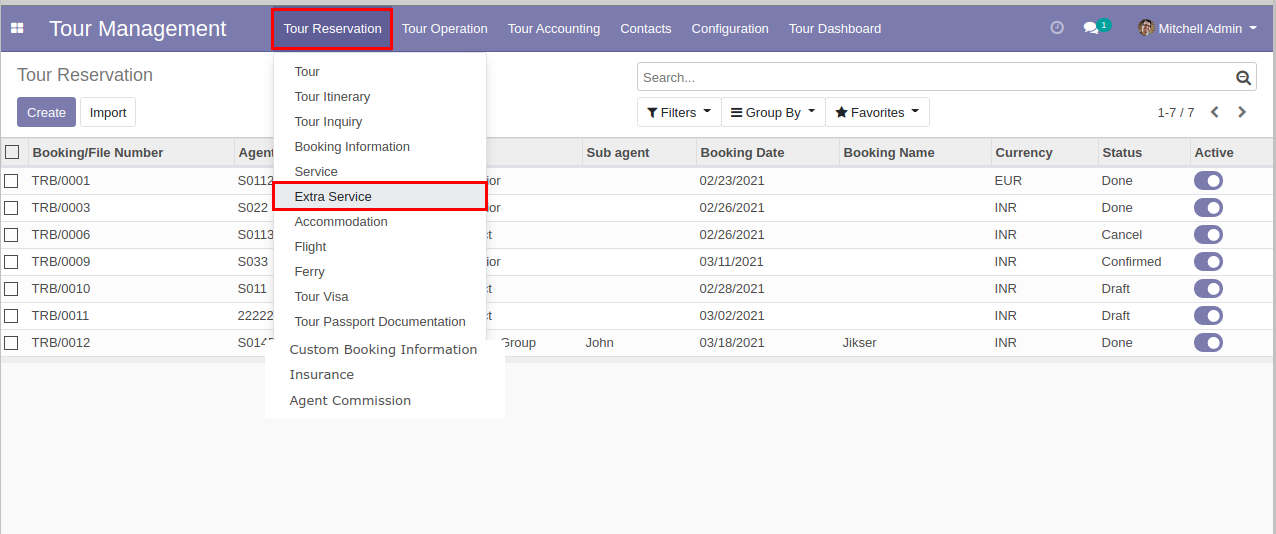 Tour Management Tour Reservation Tour Operation Tour Accounting Contacts Configuration Tour Dashboard 1 Mitchell Admin
Tour Reservation
Search...
Create Import
Filters Group By Favorites 1-7 / 7
Tour
Tour Itinerary
Tour Inquiry
Booking Information
Service
Extra Service
Accommodation
Flight
Ferry
Tour Visa
Tour Passport Documentation
Custom Booking Information
Insurance
Agent Commission
Booking/File Number Agent Sub agent Booking Date Booking Name Currency Status Active
TRB/0001 S0112 02/23/2021 EUR Done
TRB/0003 S022 02/26/2021 INR Done
TRB/0006 S0113 02/26/2021 INR Cancel
TRB/0009 S033 03/11/2021 INR Confirmed
TRB/0010 S011 02/28/2021 INR Draft
TRB/0011 22222 03/02/2021 INR Draft
TRB/0012 Group John 03/18/2021 Jikser INR Done